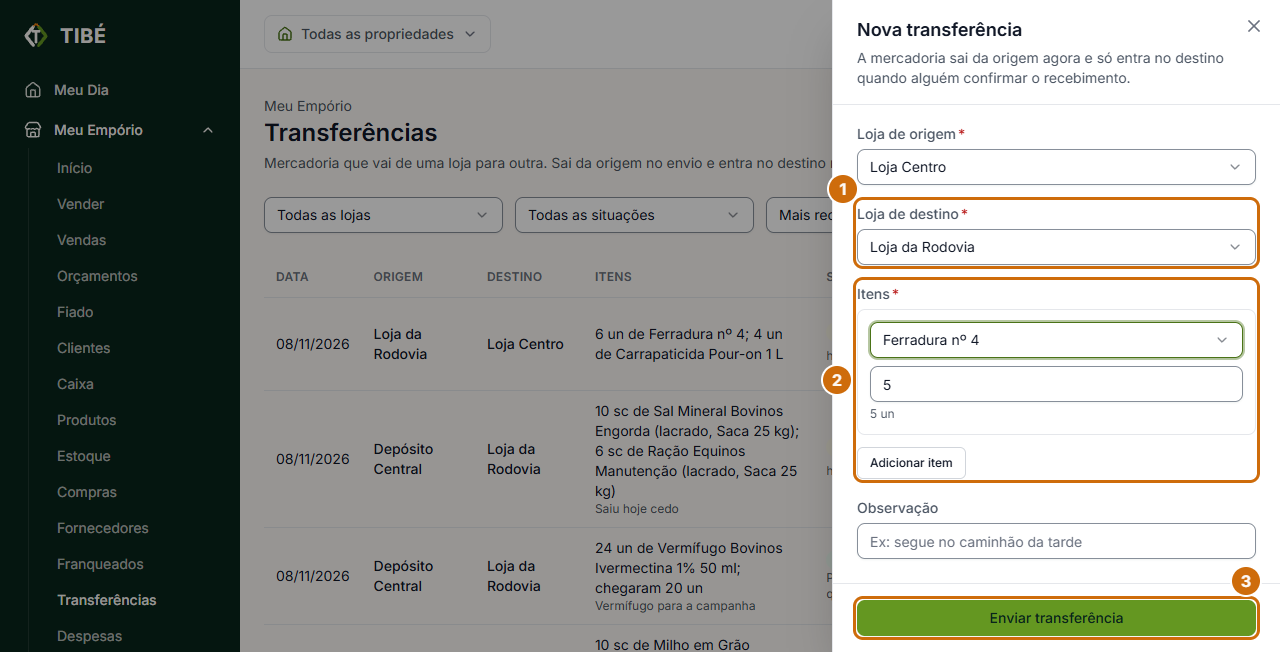 TIBÉ
Meu Dia
Meu Empório
Início
Vender
Vendas
Orçamentos
Fiado
Clientes
Caixa
Produtos
Estoque
Compras
Fornecedores
Franqueados
Transferências
Despesas
Todas as propriedades
Meu Empório
Transferências
Mercadoria que vai de uma loja para outra. Sai da origem no envio e entra no destino
Todas as lojas
Todas as situações
Mais rec
DATA ORIGEM DESTINO ITENS S
08/11/2026
Loja da
Rodovia
Loja Centro
6 un de Ferradura nº 4; 4 un
de Carrapaticida Pour-on 1 L
h
08/11/2026
Depósito
Central
Loja da
Rodovia
10 sc de Sal Mineral Bovinos
Engorda (lacrado, Saca 25 kg);
6 sc de Ração Equinos
Manutenção (lacrado, Saca 25
kg)
Saiu hoje cedo
h
08/11/2026
Depósito
Central
Loja da
Rodovia
24 un de Vermífugo Bovinos
Ivermectina 1% 50 ml;
chegaram 20 un
Vermífugo para a campanha
10 sc de Milho em Grão
Nova transferência
A mercadoria sai da origem agora e só entra no destino
quando alguém confirmar o recebimento.
Loja de origem *
Loja Centro
1
Loja de destino *
Loja da Rodovia
Itens *
Ferradura nº 4
2
5
5 un
Adicionar item
Observação
Ex: segue no caminhão da tarde
3
Enviar transferência